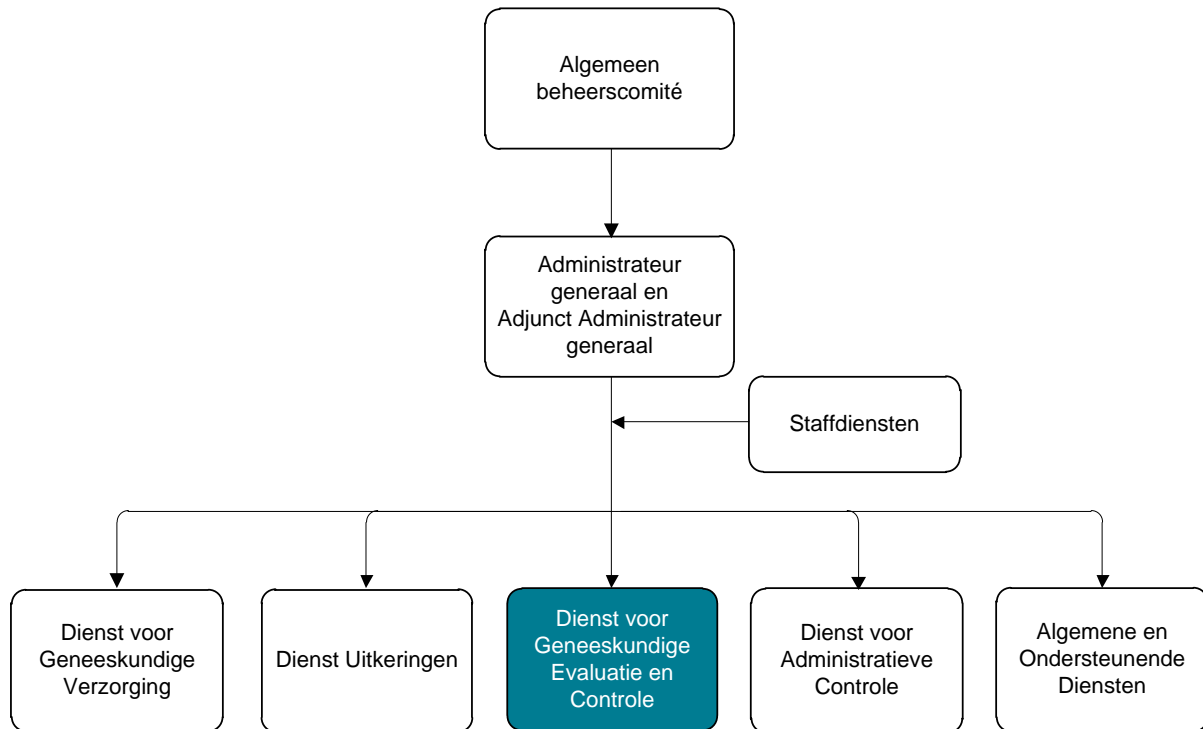 Algemeen
beheerscomité
Administrateur
generaal en
Adjunct Administrateur
generaal
Staffdiensten
Dienst voor
Geneeskundige
Verzorging
Dienst Uitkeringen
Dienst voor
Geneeskundige
Evaluatie en
Controle
Dienst voor
Administratieve
Controle
Algemene en
Ondersteunende
Diensten